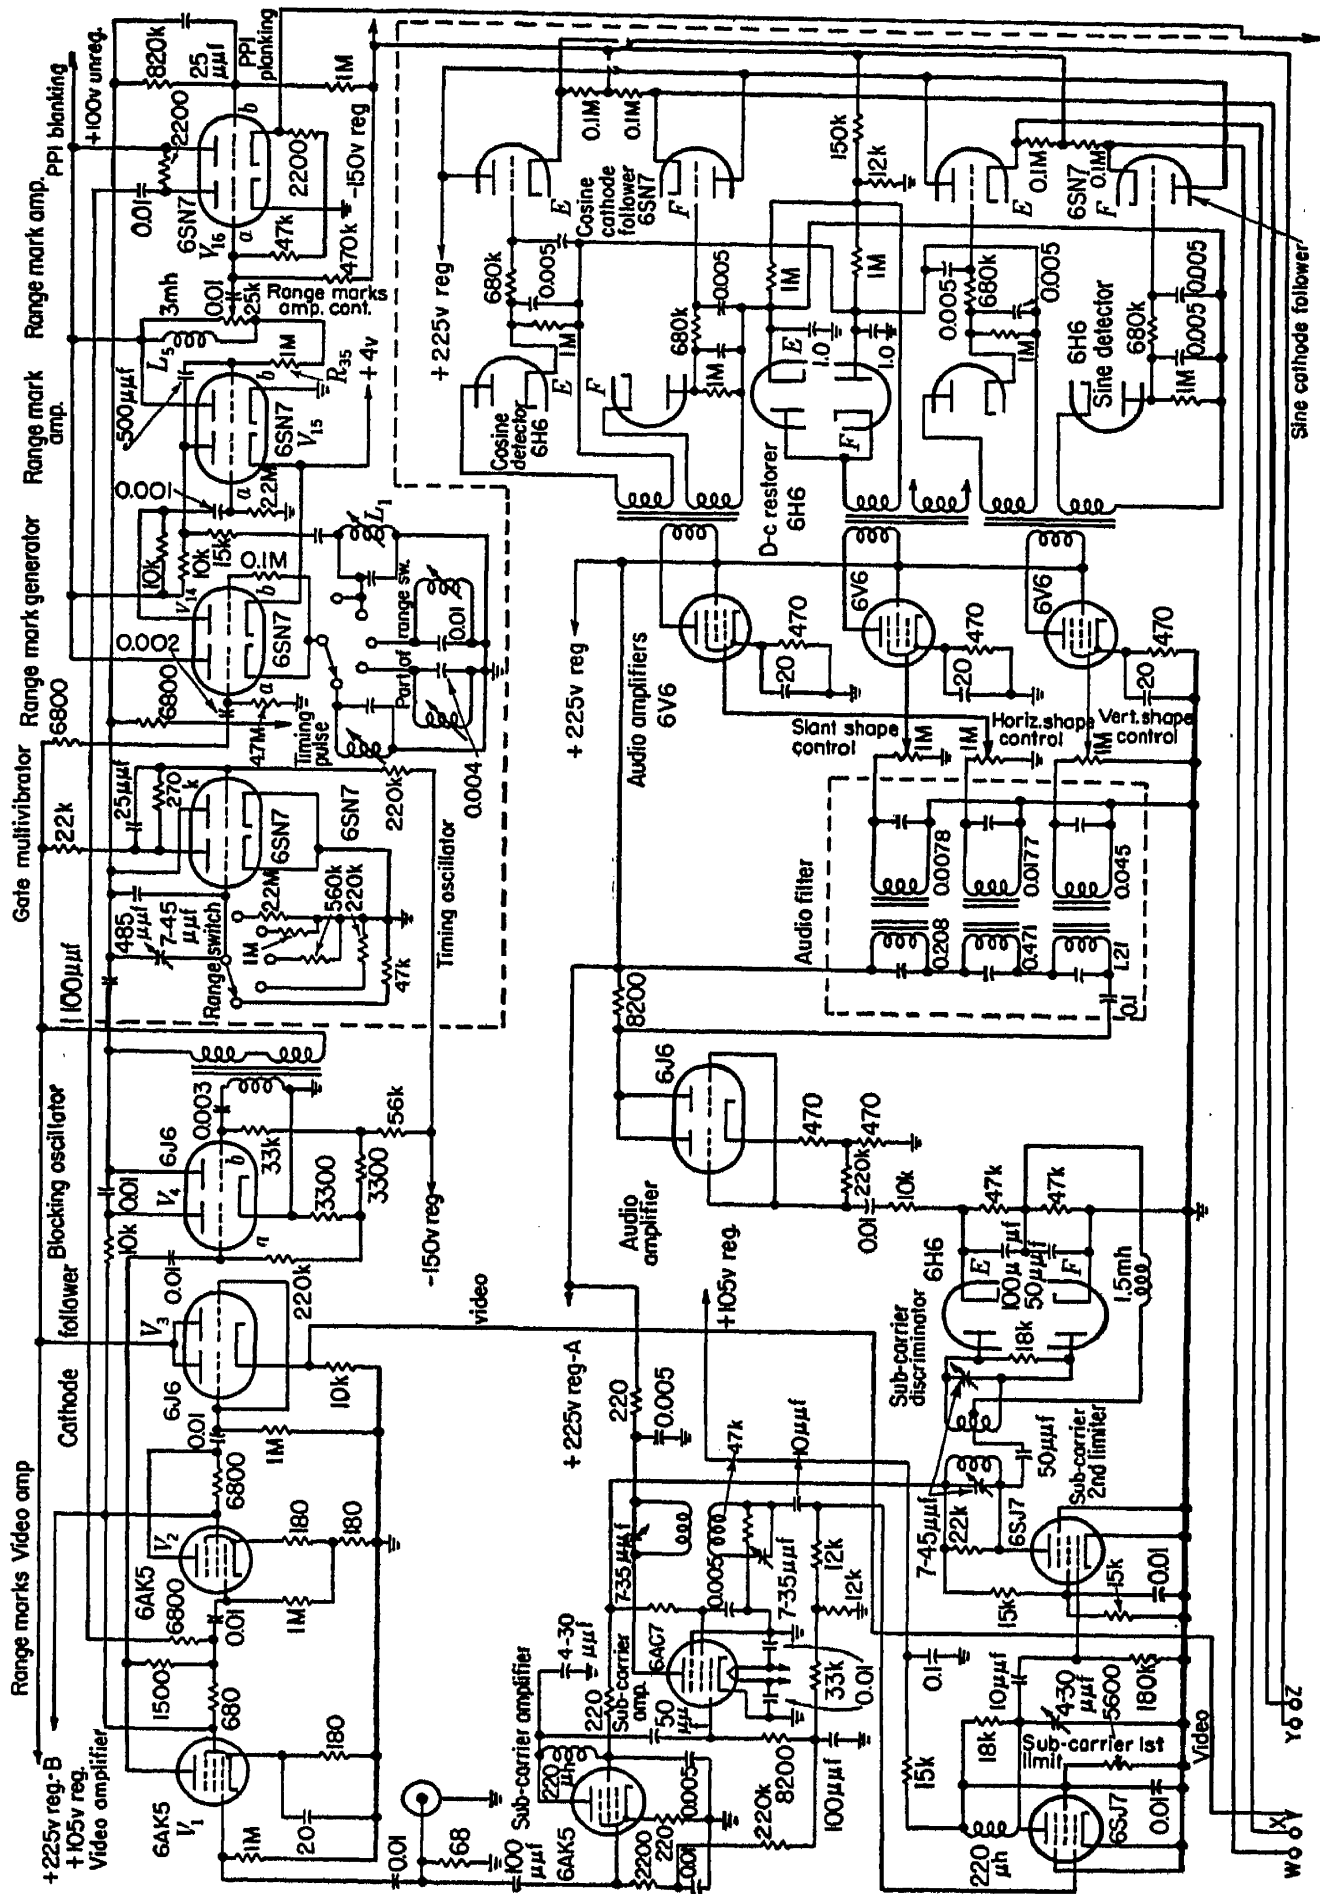 Range marks Video amp
Cathode follower
Blocking oscillator
Gate multivibrator
Range mark generator
Range mark amp.
Range mark amp.
PPI blanking
+225v reg.-B
+105v reg.
Video amplifier
6AK5
V1
1M
20
180
1500
680
6800
6AK5
V2
0.01
1M
180
180
6800
0.01
1M
6J6
V3
10k
220k
video
0.01
10k
0.01
V4
6J6
a
b
0.003
33k
3300
3300
56k
-150v reg
1100μμf
485 μμf
7-45 μμf
Range switch
1M
2.2M
560k
220k
47k
22k
25μμf
270k
6SN7
6SN7
220k
Timing oscillator
6800
6800
0.002
47M
Timing pulse
a
6SN7
b
V14
10k
10k
15k
0.1M
0.001
2.2M
L1
Part of range sw.
0.01
0.004
500μμf
a
6SN7
V15
b
L5
3mh
1M
R35
+4v
0.01
25k
Range marks amp. cont.
0.01
2200
6SN7
V16
a
b
47k
470k
2200
+100v unreg.
820k
25 μμf
PPI planking
1M
-150v reg
0.01
68
100 μμf
Sub-carrier amplifier
220 μh
6AK5
2200
220
0.01
0.005
4-30 μμf
220
Sub-carrier amp.
6AC7
50 μμf
220k
8200
100μμf
33k
0.01
12k
12k
7-35μμf
0.005
7-35μμf
47k
10μμf
220
0.005
+225v reg-A
+105v reg.
15k
220 μh
6SJ7
0.01
18k
Sub-carrier 1st limit
10μμf
4-30 μμf
5600
180k
0.1
Video
15k
15k
0.01
6SJ7
22k
7-45μμf
Sub-carrier 2nd limiter
50μμf
Sub-carrier discriminator
18k
6H6
E
F
100μμf
50μμf
47k
47k
1.5mh
10k
0.01
220k
470
470
Audio amplifier
6J6
8200
0.1
Audio filter
0.208
0.471
1.21
0.0078
0.0177
0.045
Slant shape control
1M
Horiz. shape control
1M
Vert. shape control
1M
+225v reg
Audio amplifiers
6V6
20
470
6V6
20
470
6V6
20
470
+225v reg
Cosine detector
6H6
E
F
1M
680k
0.005
680k
0.005
1M
Cosine cathode follower
6SN7
E
F
0.1M
0.1M
D-c restorer
6H6
E
F
1.0
1.0
1M
1M
150k
12k
0.005
680k
0.005
1M
6H6
Sine detector
680k
0.005
0.005
1M
E
F
6SN7
0.1M
0.1M
Sine cathode follower
W
X
Y
Z